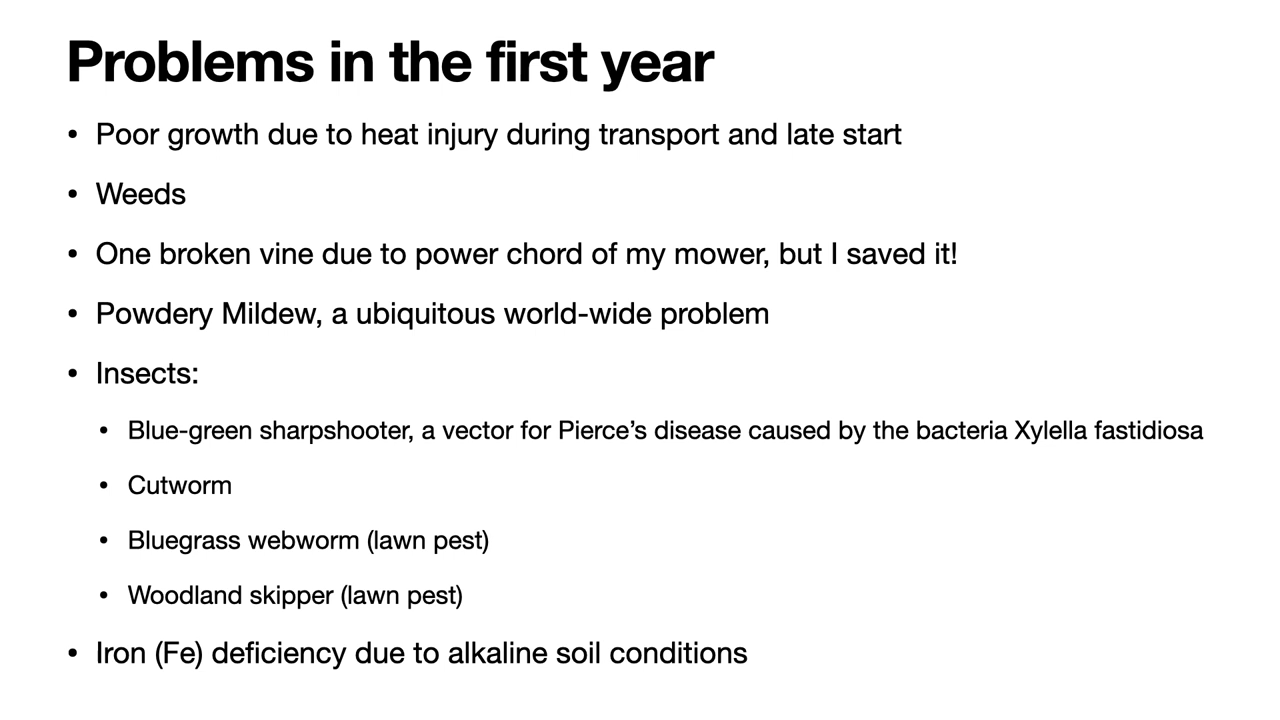 Problems in the first year
• Poor growth due to heat injury during transport and late start
• Weeds
• One broken vine due to power chord of my mower, but I saved it!
• Powdery Mildew, a ubiquitous world-wide problem
• Insects:
• Blue-green sharpshooter, a vector for Pierce’s disease caused by the bacteria Xylella fastidiosa
• Cutworm
• Bluegrass webworm (lawn pest)
• Woodland skipper (lawn pest)
• Iron (Fe) deficiency due to alkaline soil conditions